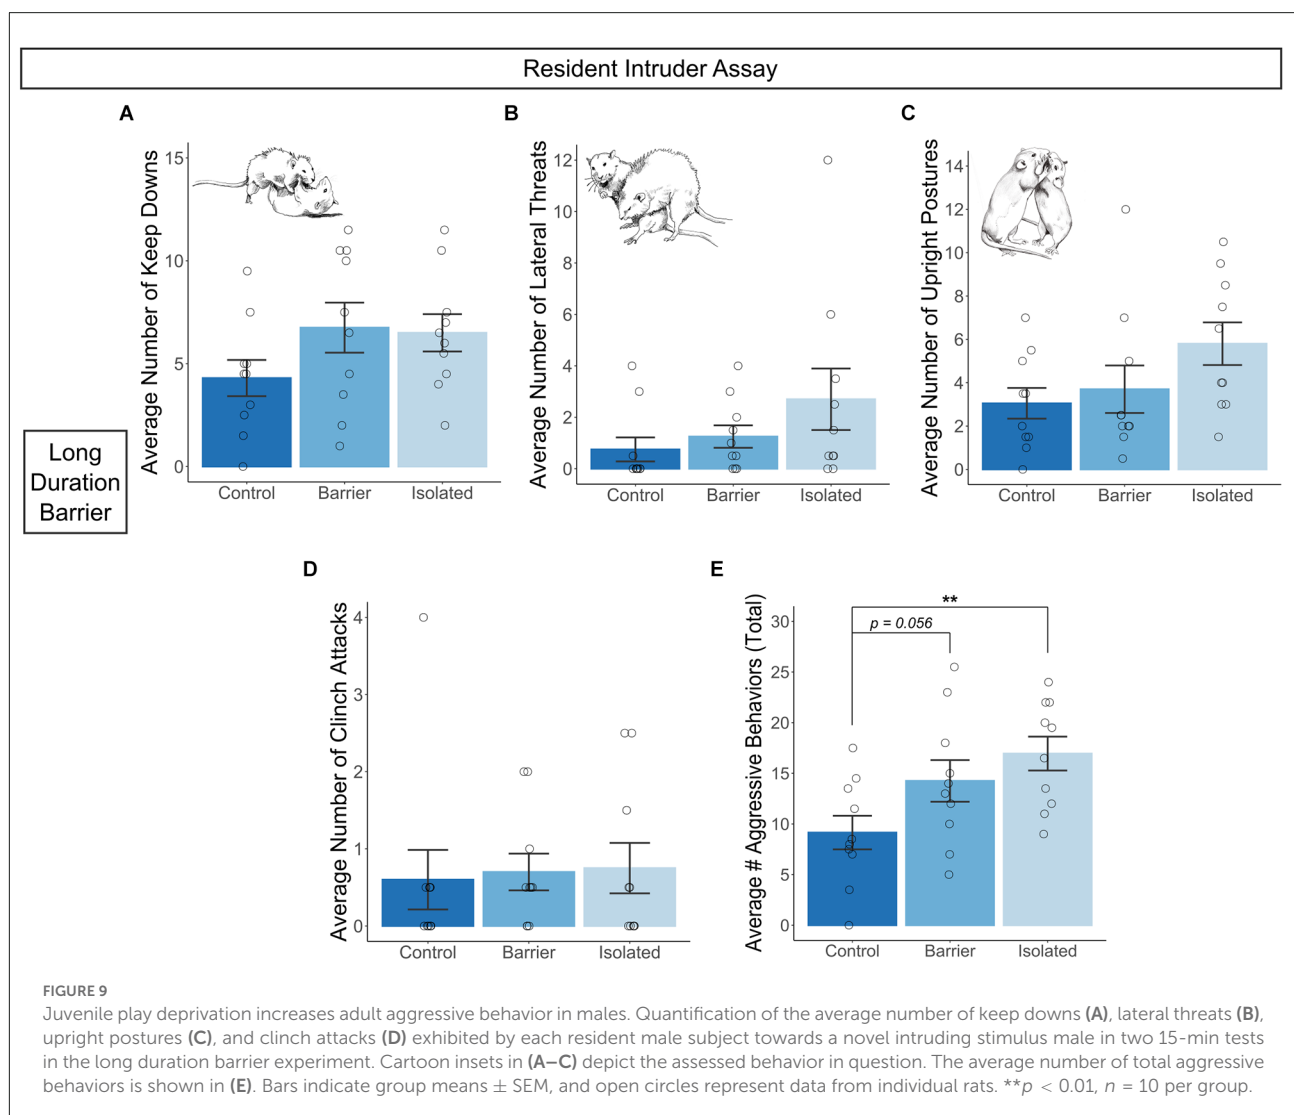 Resident Intruder Assay
A
Average Number of Keep Downs
15
10
5
0
Control Barrier Isolated
B
Average Number of Lateral Threats
12
10
8
6
4
2
0
Control Barrier Isolated
C
Average Number of Upright Postures
14
12
10
8
6
4
2
0
Control Barrier Isolated
Long
Duration
Barrier
D
Average Number of Clinch Attacks
4
3
2
1
0
Control Barrier Isolated
E
Average # Aggressive Behaviors (Total)
30
25
20
15
10
5
0
**
p = 0.056
Control Barrier Isolated
FIGURE 9
Juvenile play deprivation increases adult aggressive behavior in males. Quantification of the average number of keep downs (A), lateral threats (B),
upright postures (C), and clinch attacks (D) exhibited by each resident male subject towards a novel intruding stimulus male in two 15-min tests
in the long duration barrier experiment. Cartoon insets in (A–C) depict the assessed behavior in question. The average number of total aggressive
behaviors is shown in (E). Bars indicate group means ± SEM, and open circles represent data from individual rats. **p < 0.01, n = 10 per group.